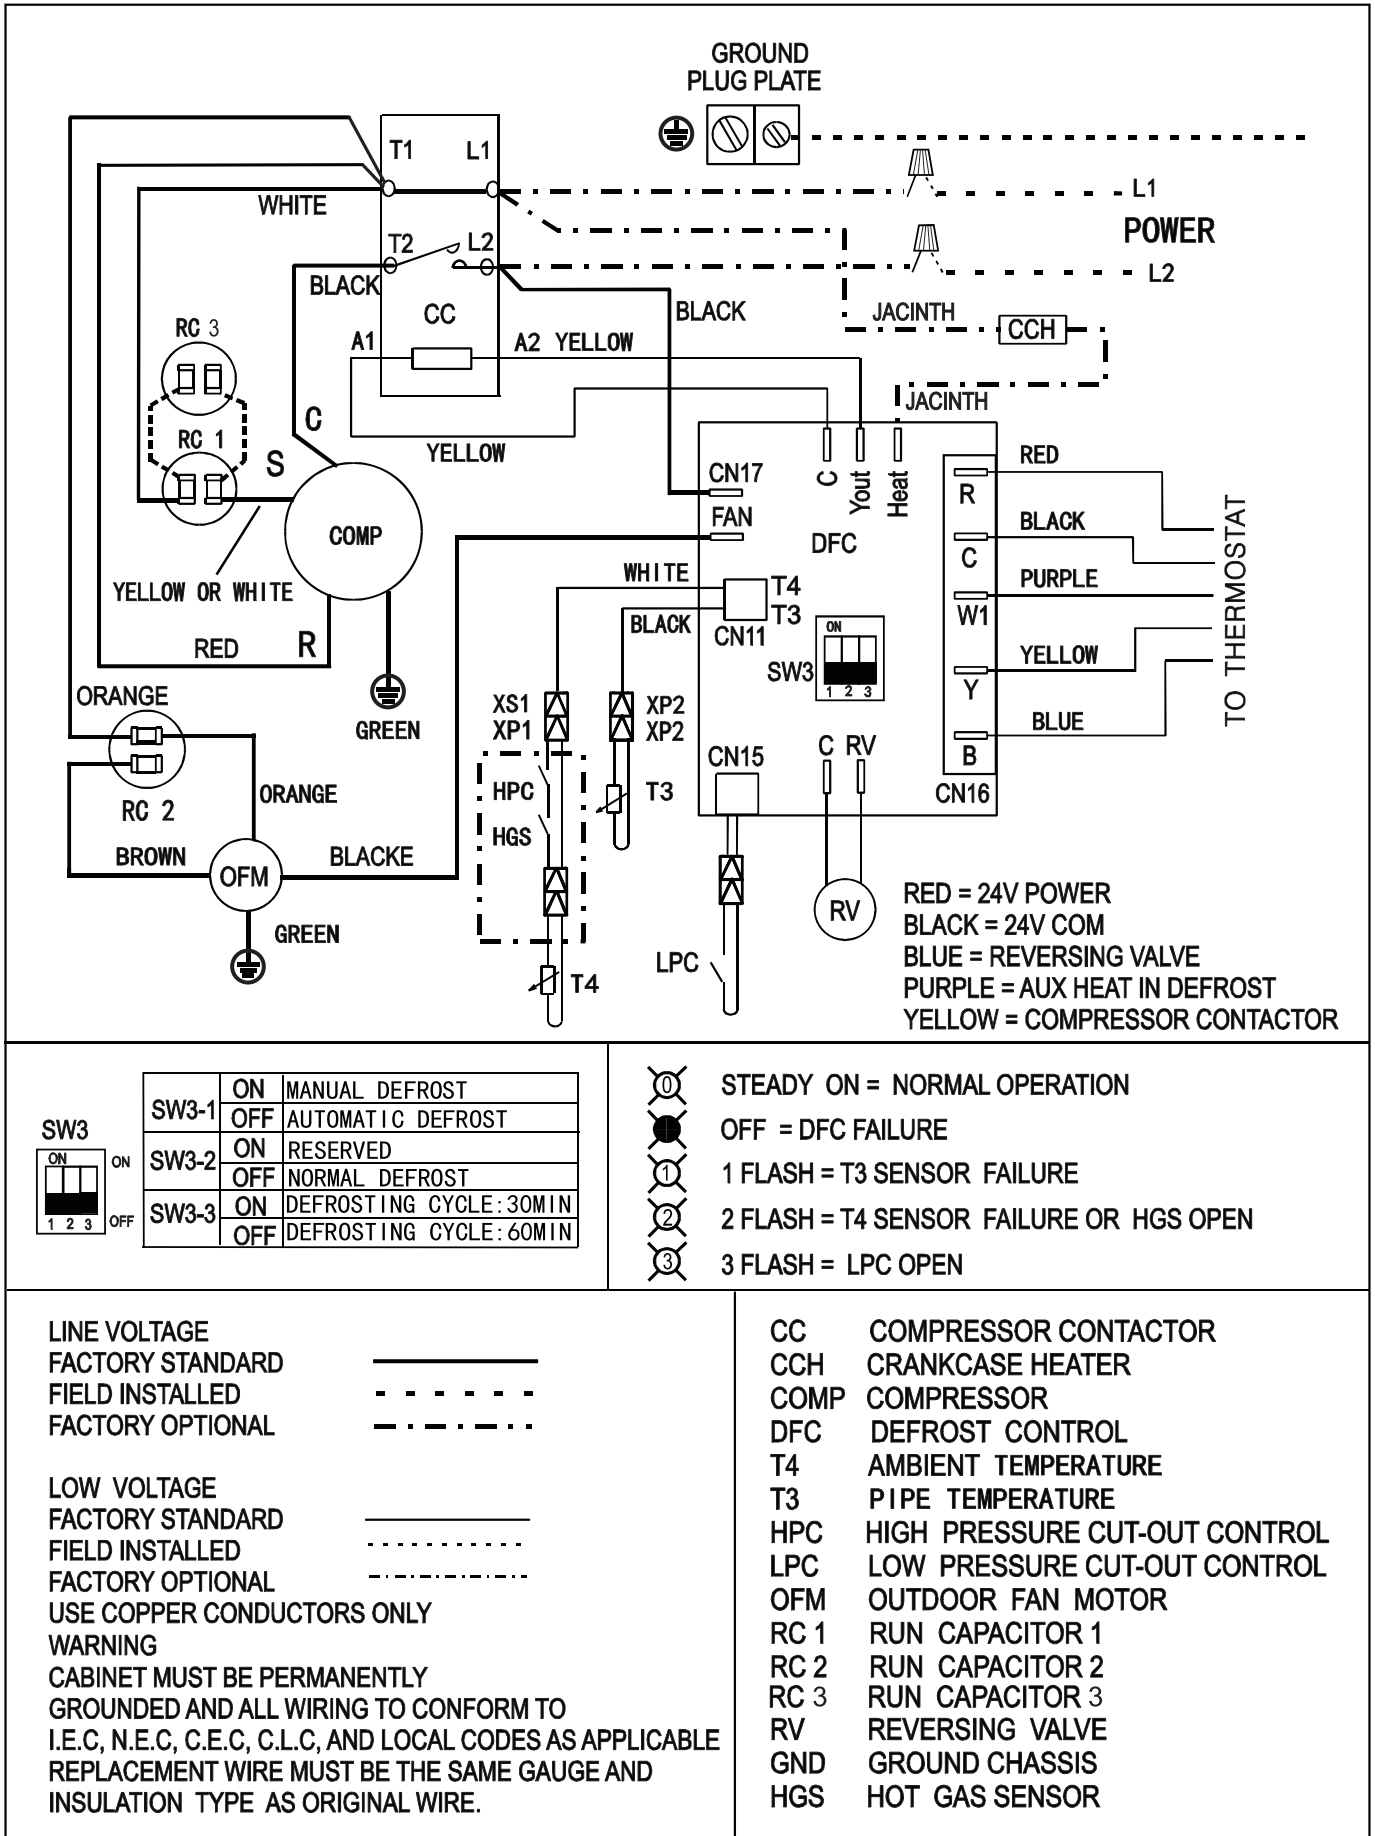 GROUND
PLUG PLATE
T1 L1
WHITE
L1
POWER
T2 L2
L2
BLACK
BLACK
CC
JACINTH
CCH
RC 3
A1
A2 YELLOW
JACINTH
RC 1
C
S
YELLOW
RED
CN17
C
Yout
Heat
R
FAN
BLACK
COMP
DFC
C
WHITE
T4
PURPLE
YELLOW OR WHITE
T3
W1
BLACK
CN11
ON
RED
R
SW3
YELLOW
1 2 3
Y
TO THERMOSTAT
ORANGE
XS1
XP2
XP1
XP2
GREEN
BLUE
CN15
C RV
B
HPC
T3
CN16
ORANGE
RC 2
HGS
BROWN
BLACKE
OFM
RV
RED = 24V POWER
BLACK = 24V COM
BLUE = REVERSING VALVE
PURPLE = AUX HEAT IN DEFROST
YELLOW = COMPRESSOR CONTACTOR
GREEN
LPC
T4
SW3
ON
ON
OFF
1 2 3
SW3-1 ON MANUAL DEFROST
OFF AUTOMATIC DEFROST
SW3-2 ON RESERVED
OFF NORMAL DEFROST
SW3-3 ON DEFROSTING CYCLE:30MIN
OFF DEFROSTING CYCLE:60MIN
0 STEADY ON = NORMAL OPERATION
OFF = DFC FAILURE
1 1 FLASH = T3 SENSOR FAILURE
2 2 FLASH = T4 SENSOR FAILURE OR HGS OPEN
3 3 FLASH = LPC OPEN
LINE VOLTAGE
FACTORY STANDARD
FIELD INSTALLED
FACTORY OPTIONAL
LOW VOLTAGE
FACTORY STANDARD
FIELD INSTALLED
FACTORY OPTIONAL
USE COPPER CONDUCTORS ONLY
WARNING
CABINET MUST BE PERMANENTLY
GROUNDED AND ALL WIRING TO CONFORM TO
I.E.C, N.E.C, C.E.C, C.L.C, AND LOCAL CODES AS APPLICABLE
REPLACEMENT WIRE MUST BE THE SAME GAUGE AND
INSULATION TYPE AS ORIGINAL WIRE.
CC COMPRESSOR CONTACTOR
CCH CRANKCASE HEATER
COMP COMPRESSOR
DFC DEFROST CONTROL
T4 AMBIENT TEMPERATURE
T3 PIPE TEMPERATURE
HPC HIGH PRESSURE CUT-OUT CONTROL
LPC LOW PRESSURE CUT-OUT CONTROL
OFM OUTDOOR FAN MOTOR
RC 1 RUN CAPACITOR 1
RC 2 RUN CAPACITOR 2
RC 3 RUN CAPACITOR 3
RV REVERSING VALVE
GND GROUND CHASSIS
HGS HOT GAS SENSOR